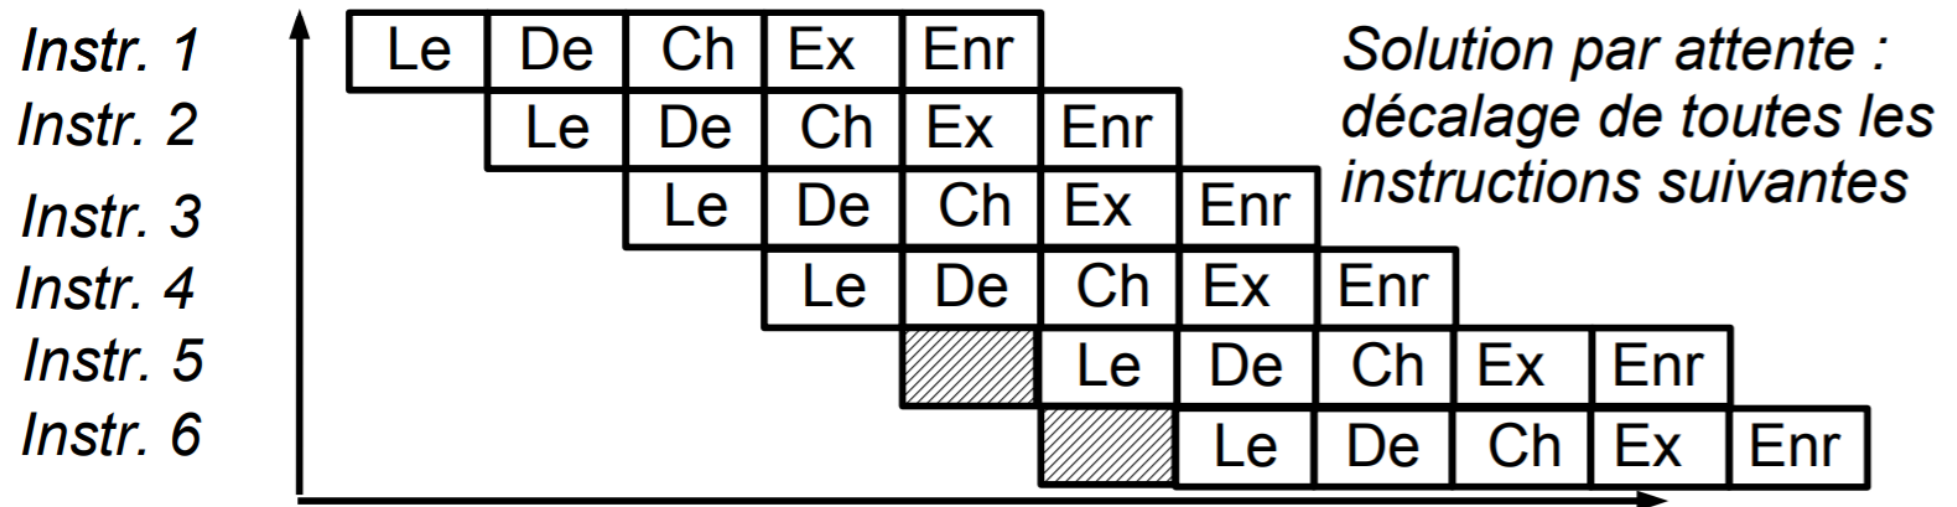 Instr. 1 Le De Ch Ex Enr
Instr. 2 Le De Ch Ex Enr
Instr. 3 Le De Ch Ex Enr
Instr. 4 Le De Ch Ex Enr
Instr. 5 Le De Ch Ex Enr
Instr. 6 Le De Ch Ex Enr
Solution par attente :
décalage de toutes les
instructions suivantes